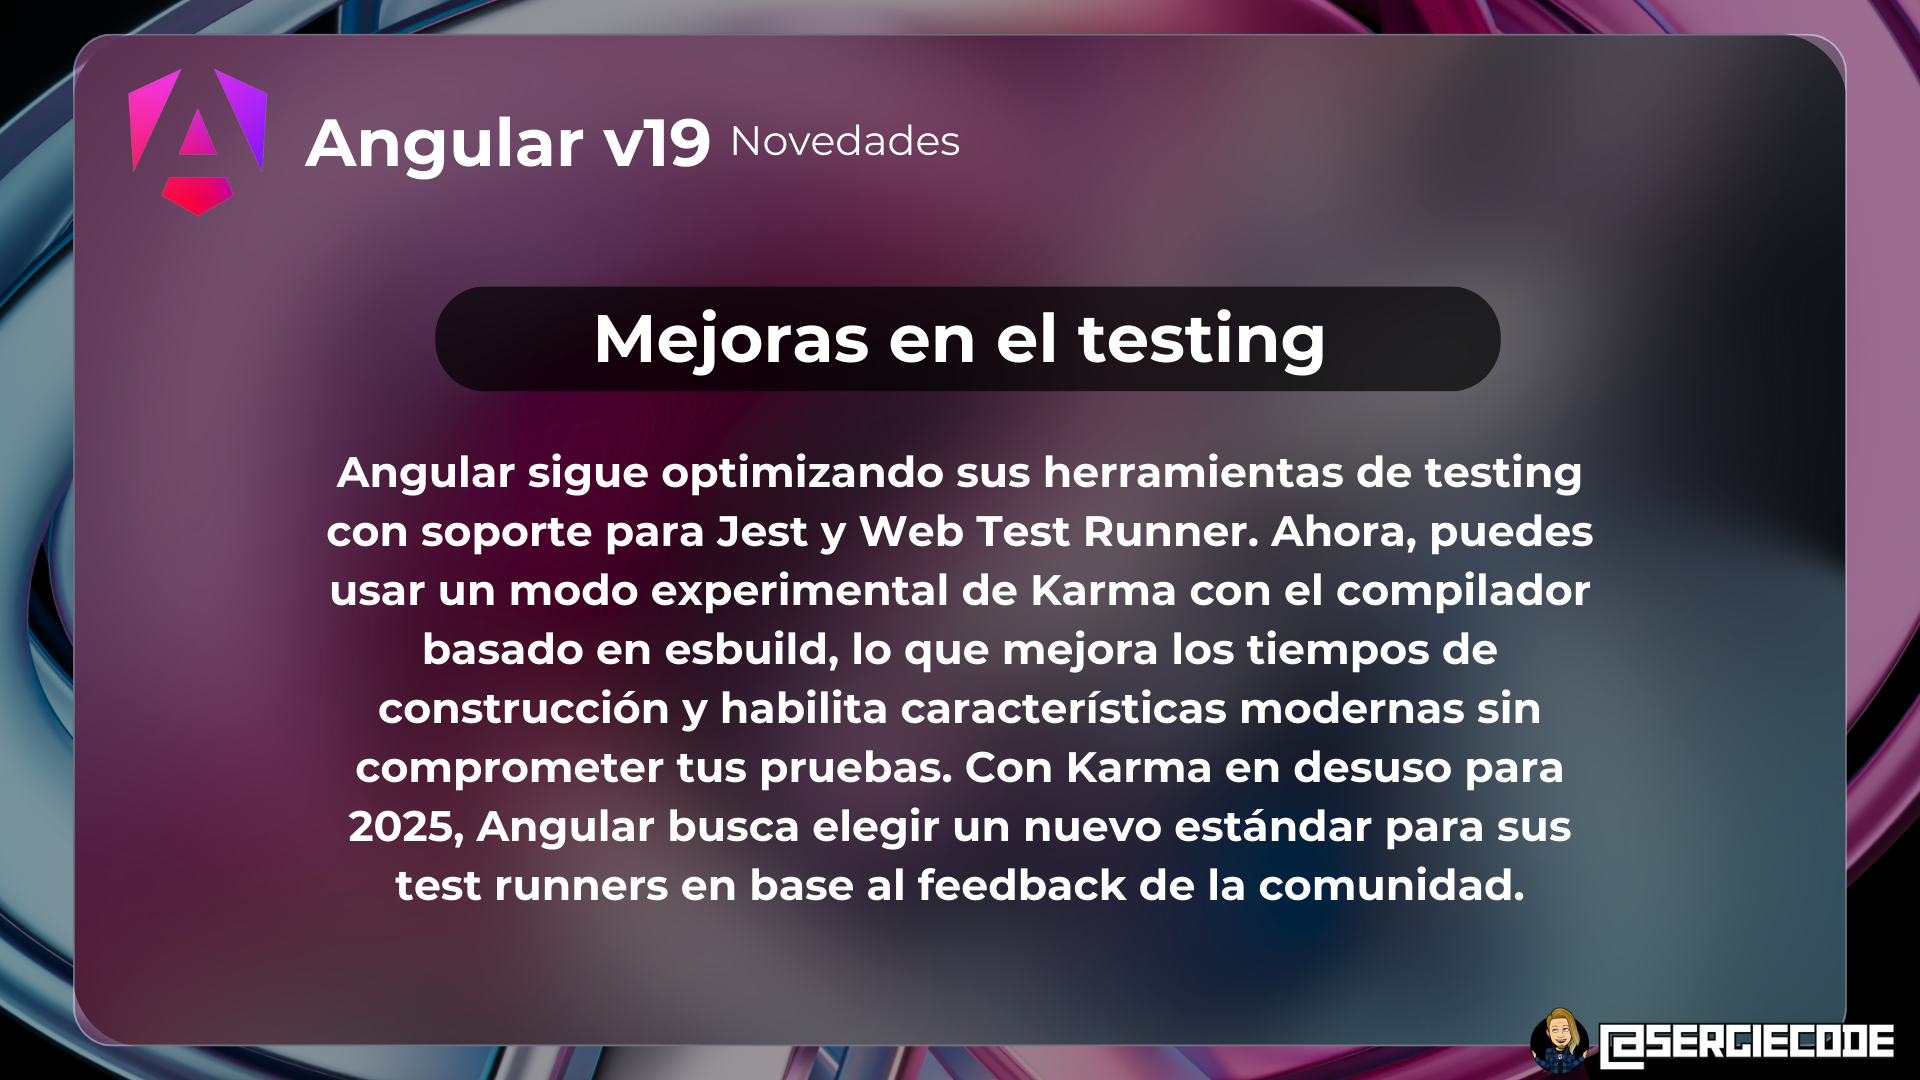 Angular v19 Novedades
Mejoras en el testing
Angular sigue optimizando sus herramientas de testing
con soporte para Jest y Web Test Runner. Ahora, puedes
usar un modo experimental de Karma con el compilador
basado en esbuild, lo que mejora los tiempos de
construcción y habilita características modernas sin
comprometer tus pruebas. Con Karma en desuso para
2025, Angular busca elegir un nuevo estándar para sus
test runners en base al feedback de la comunidad.
@SERGIECODE